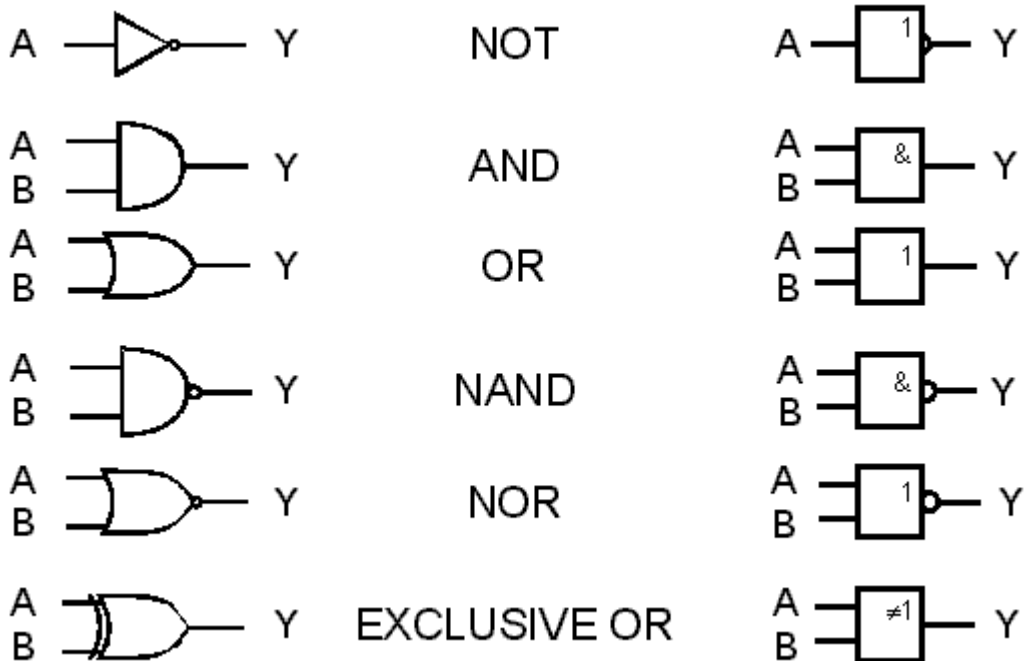 A Y NOT A 1 Y
A Y AND A & Y
B B
A Y OR A 1 Y
B B
A Y NAND A & Y
B B
A Y NOR A 1 Y
B B
A Y EXCLUSIVE OR A ≠1 Y
B B